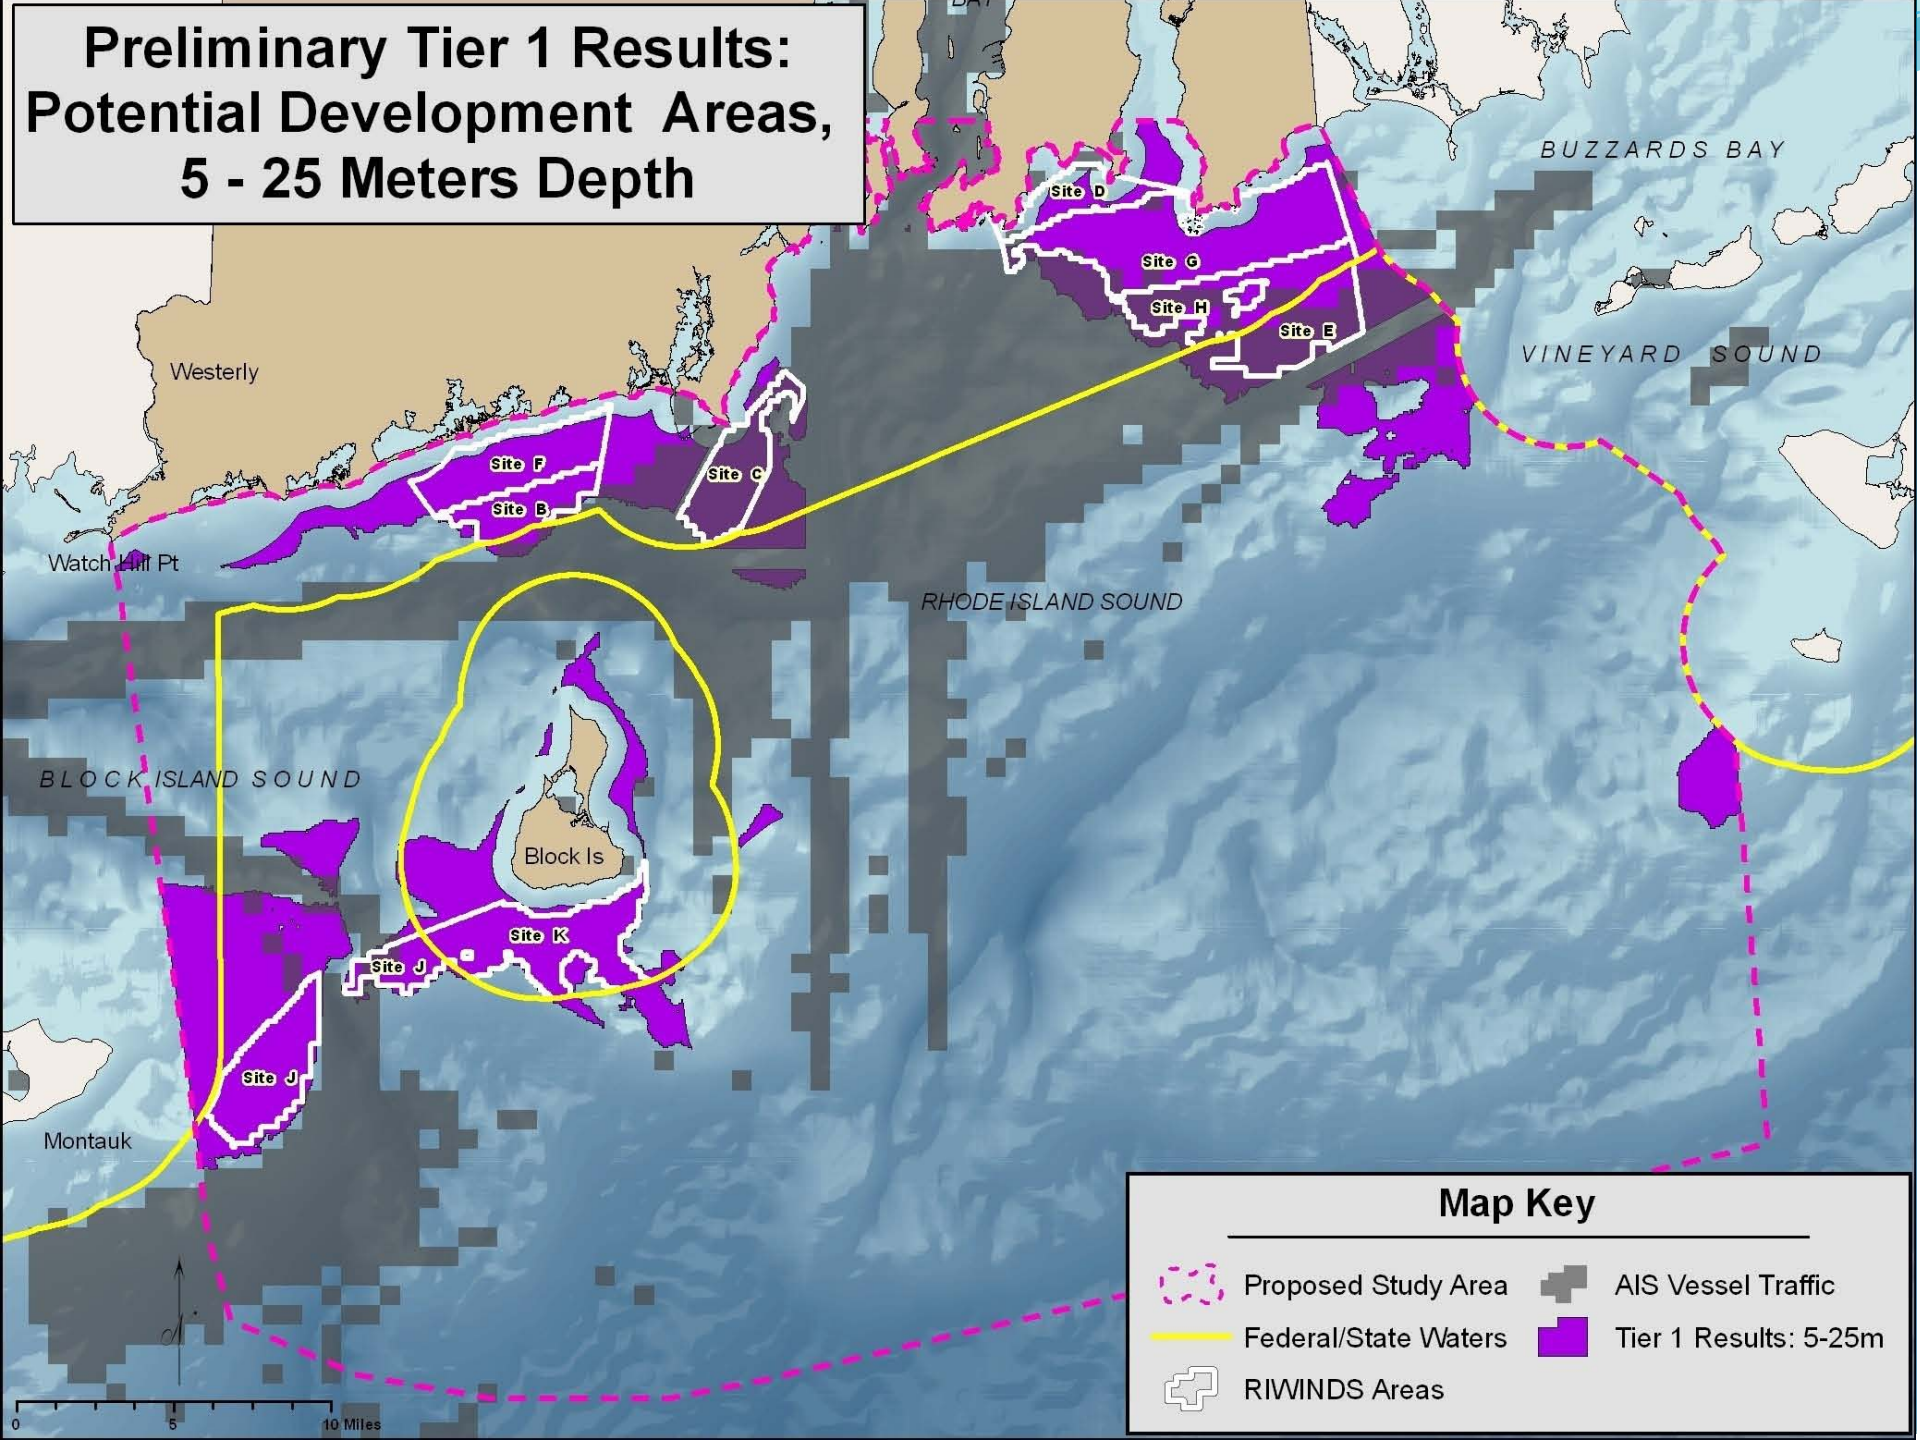 Preliminary Tier 1 Results:
Potential Development Areas,
5 - 25 Meters Depth
BAY
BUZZARDS BAY
Site D
Site G
Site H
Site E
VINEYARD SOUND
Westerly
Site F
Site C
Site B
Watch Hill Pt
RHODE ISLAND SOUND
BLOCK ISLAND SOUND
Block Is
Site K
Site J
Site J
Montauk
Map Key
Proposed Study Area
AIS Vessel Traffic
Federal/State Waters
Tier 1 Results: 5-25m
RIWINDS Areas
0 5 10 Miles